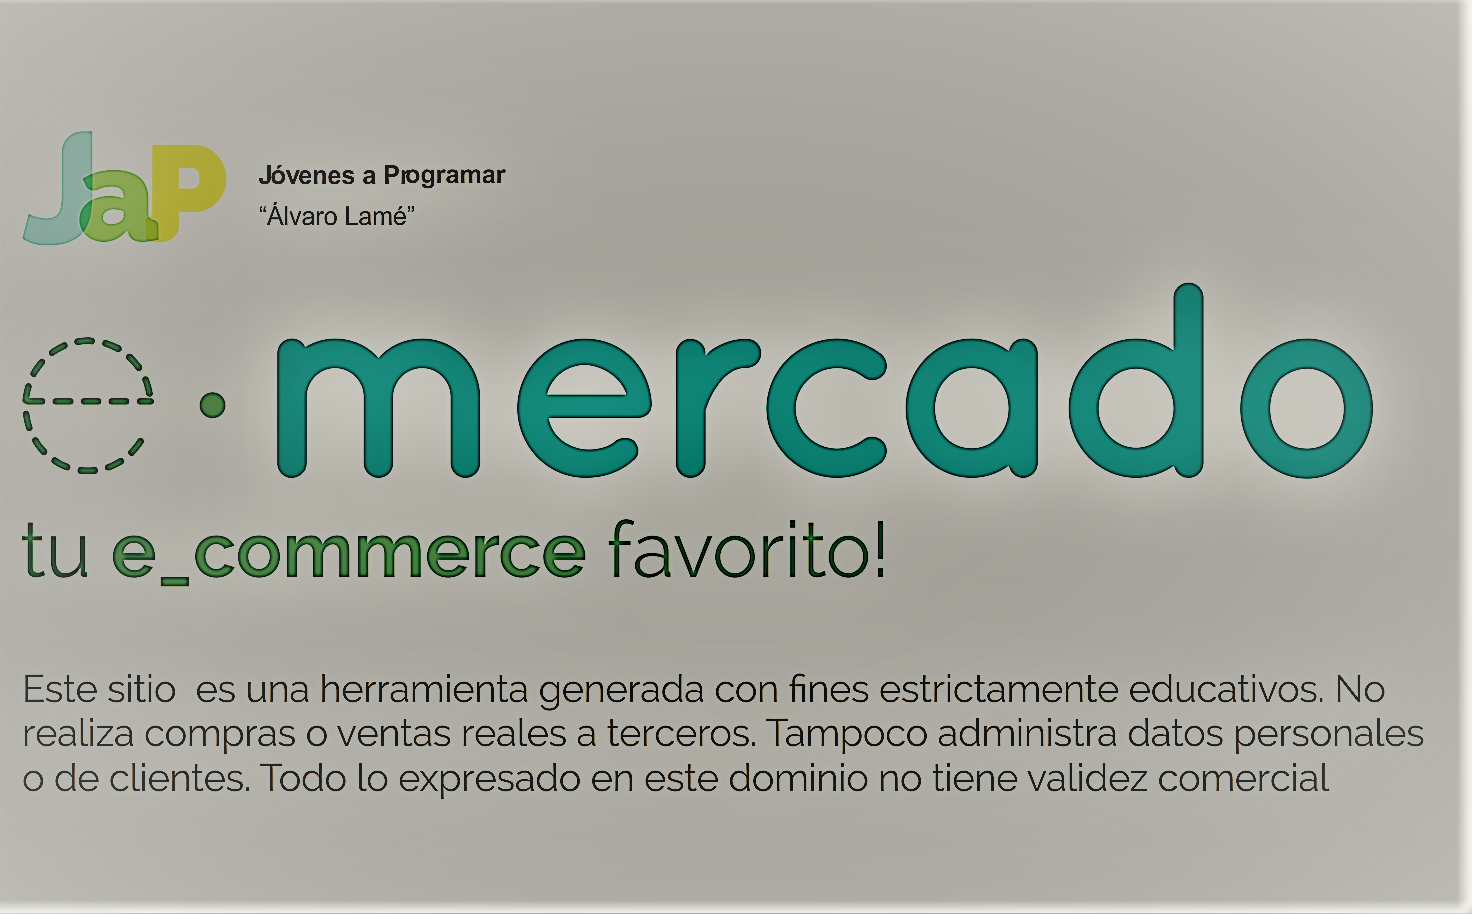 JaP
Jóvenes a Programar
“Álvaro Lamé”
e·mercado
tu e_commerce favorito!
Este sitio es una herramienta generada con fines estrictamente educativos. No
realiza compras o ventas reales a terceros. Tampoco administra datos personales
o de clientes. Todo lo expresado en este dominio no tiene validez comercial